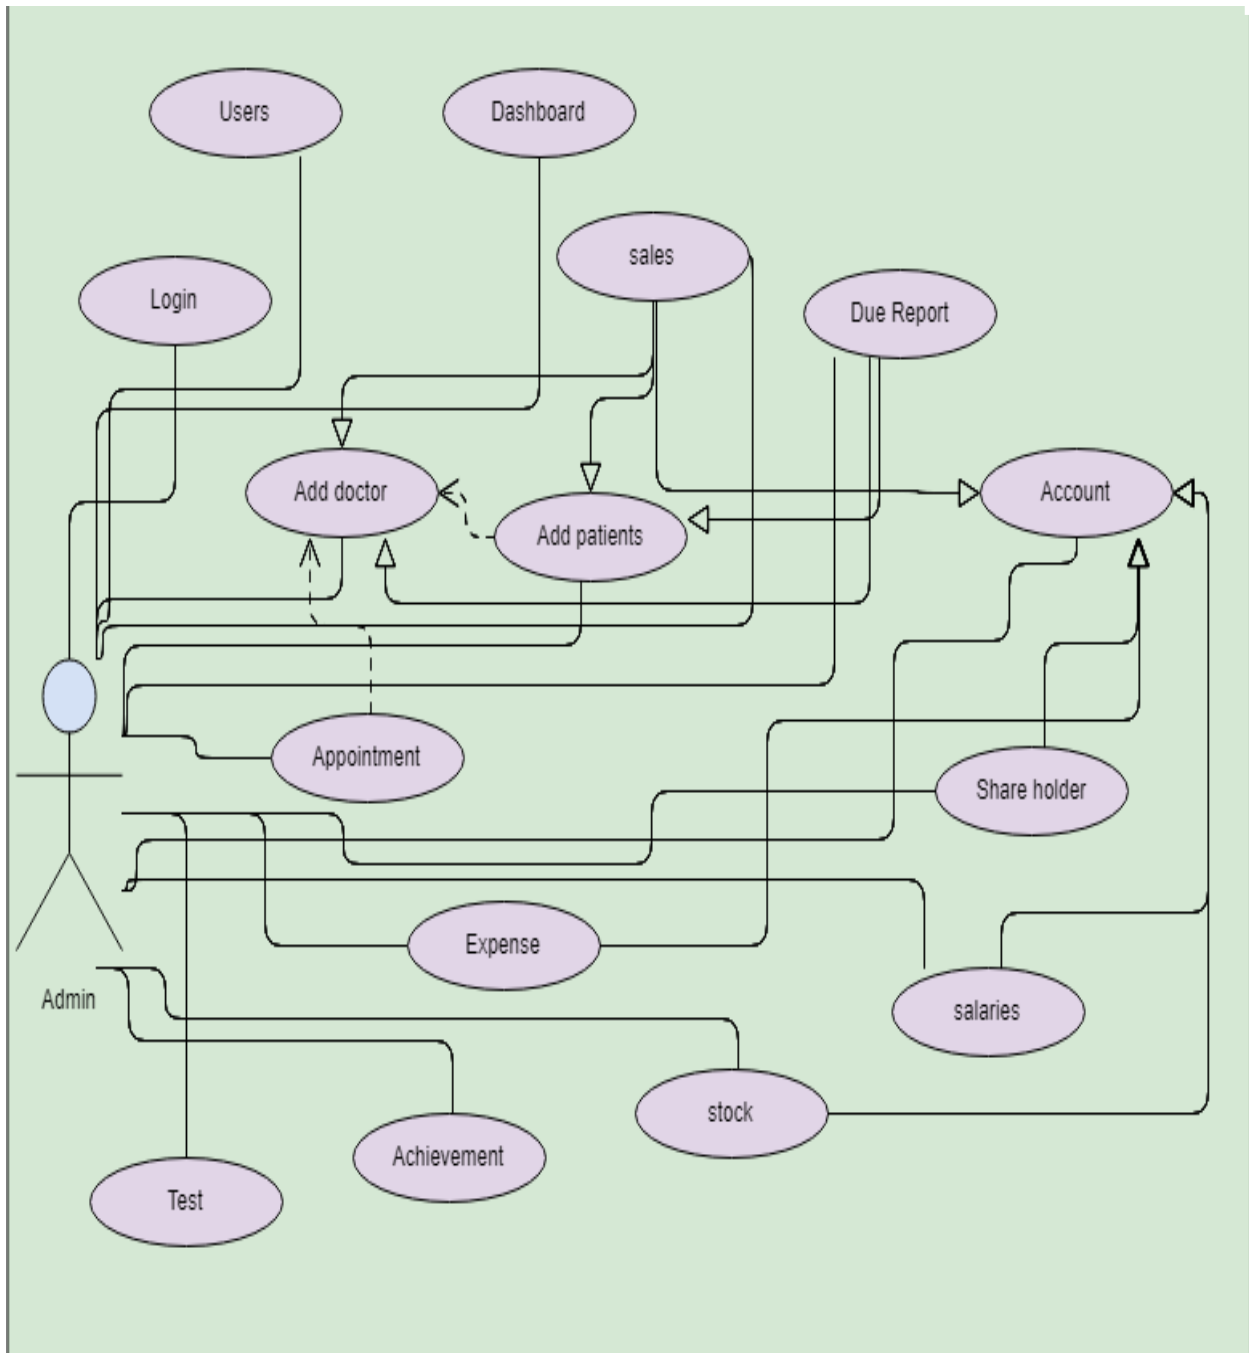 Users
Dashboard
sales
Login
Due Report
Add doctor
Account
Add patients
Appointment
Share holder
Expense
Admin
salaries
stock
Achievement
Test